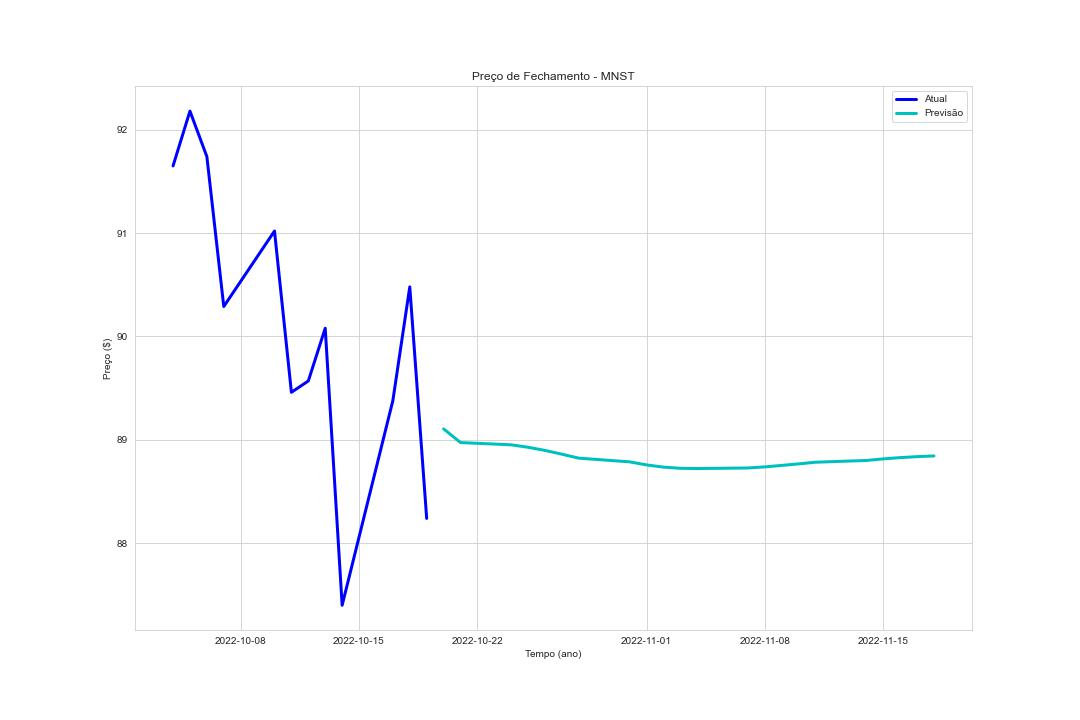 Preço de Fechamento - MNST
Atual
Previsão
92
91
90
89
88
Preço ($)
2022-10-08
2022-10-15
2022-10-22
2022-11-01
2022-11-08
2022-11-15
Tempo (ano)